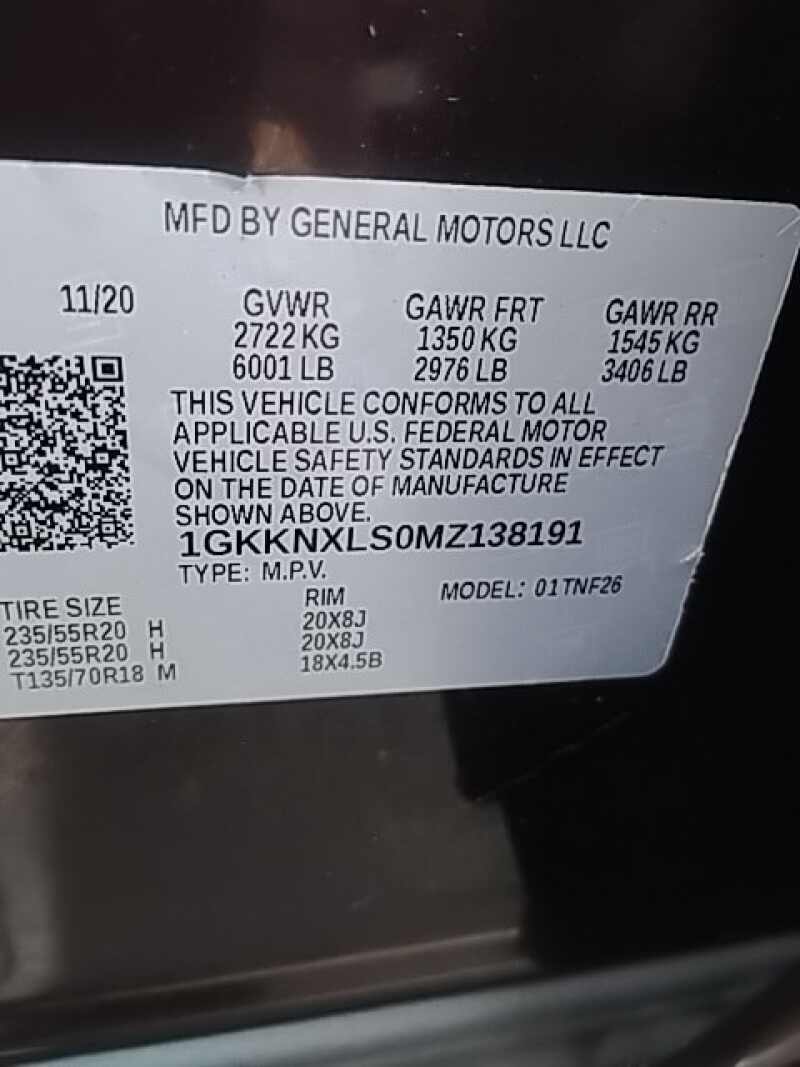 MFD BY GENERAL MOTORS LLC
11/20 GVWR GAWR FRT GAWR RR
2722 KG 1350 KG 1545 KG
6001 LB 2976 LB 3406 LB
THIS VEHICLE CONFORMS TO ALL
APPLICABLE U.S. FEDERAL MOTOR
VEHICLE SAFETY STANDARDS IN EFFECT
ON THE DATE OF MANUFACTURE
SHOWN ABOVE.
1GKKNXLS0MZ138191
TYPE: M.P.V. MODEL: 01TNF26
TIRE SIZE RIM
235/55R20 H 20X8J
235/55R20 H 20X8J
T135/70R18 M 18X4.5B